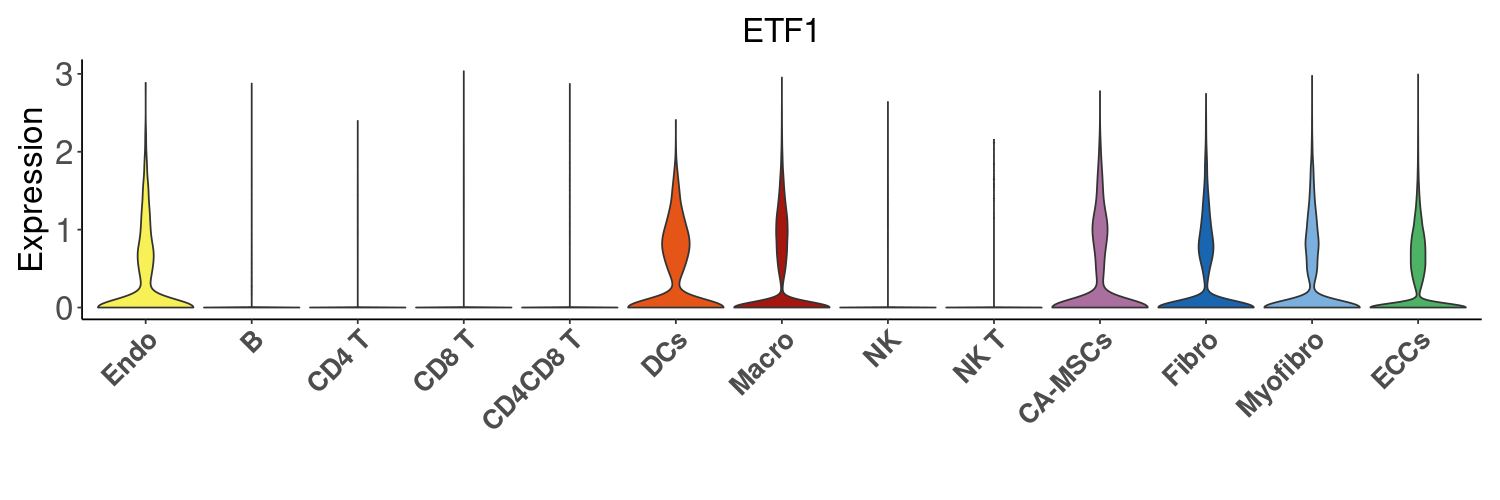 ETF1
Expression
3
2
1
0
Endo
B
CD4 T
CD8 T
CD4CD8 T
DCs
Macro
NK
NK T
CA-MSCs
Fibro
Myofibro
ECCs